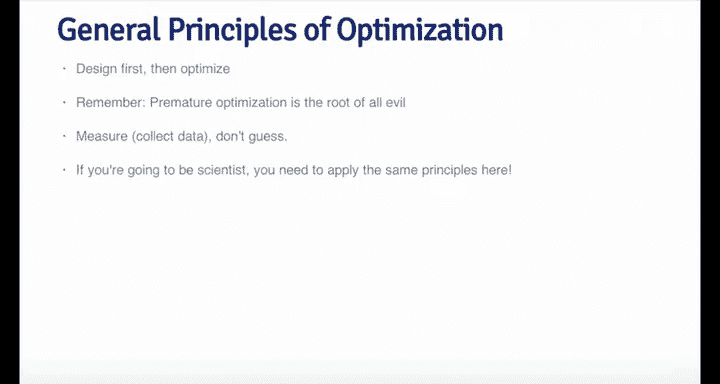 General Principles of Optimization
· Design first, then optimize
· Remember: Premature optimization is the root of all evil
· Measure (collect data), don't guess.
· If you're going to be scientist, you need to apply the same principles here!